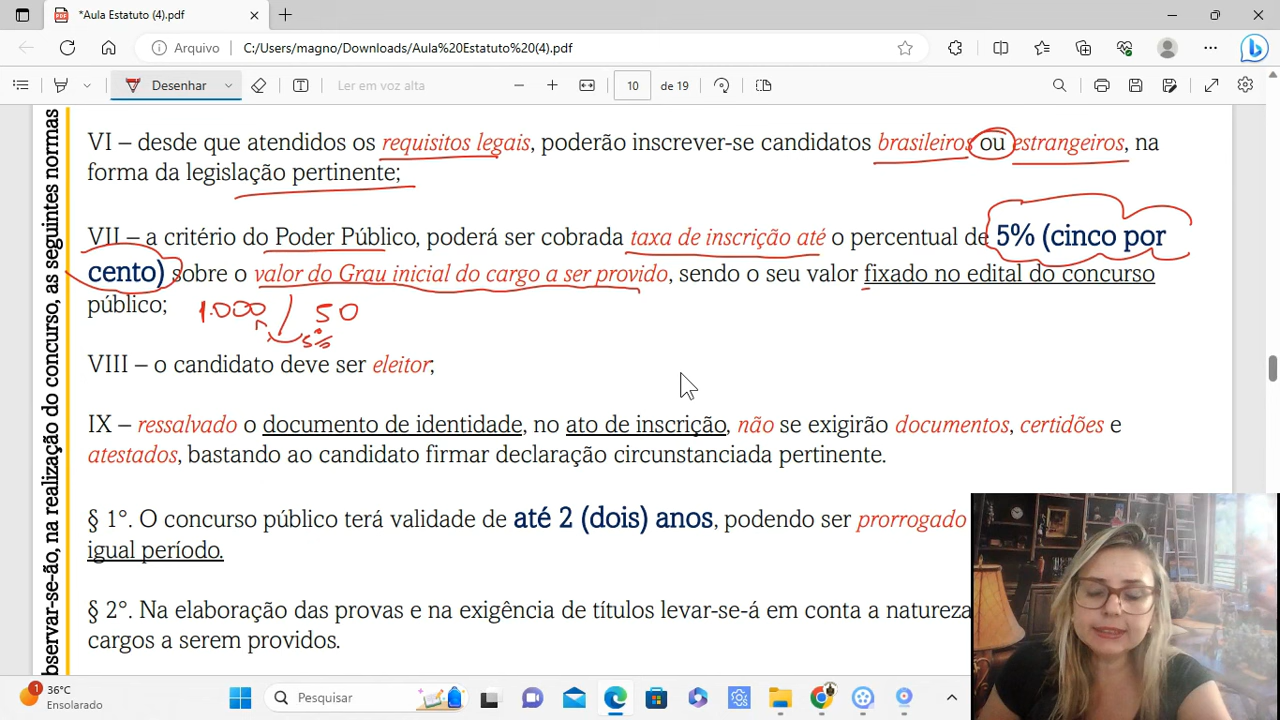 *Aula Estatuto (4).pdf
Arquivo
C:/Users/magno/Downloads/Aula%20Estatuto%20(4).pdf
Desenhar
Ler em voz alta
10
de 19
observar-se-ão, na realização do concurso, as seguintes normas
VI – desde que atendidos os requisitos legais, poderão inscrever-se candidatos brasileiros ou estrangeiros, na
forma da legislação pertinente;
VII – a critério do Poder Público, poderá ser cobrada taxa de inscrição até o percentual de 5% (cinco por
cento) sobre o valor do Grau inicial do cargo a ser provido, sendo o seu valor fixado no edital do concurso
público;
1.000 50
5%
VIII – o candidato deve ser eleitor;
IX – ressalvado o documento de identidade, no ato de inscrição, não se exigirão documentos, certidões e
atestados, bastando ao candidato firmar declaração circunstanciada pertinente.
§ 1°. O concurso público terá validade de até 2 (dois) anos, podendo ser prorrogado
igual período.
§ 2°. Na elaboração das provas e na exigência de títulos levar-se-á em conta a natureza
cargos a serem providos.
1
36°C
Ensolarado
Pesquisar